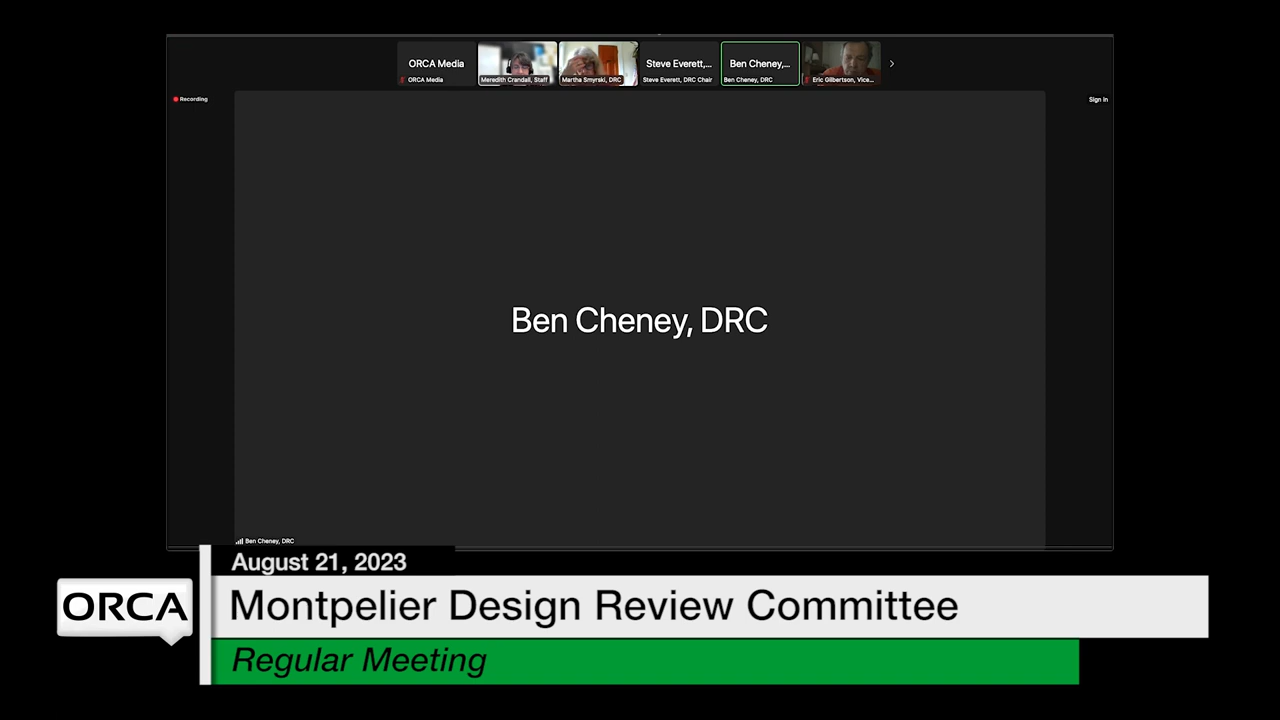 ORCA Media
Steve Everett,...
Ben Cheney,...
ORCA Media
Meredith Crandall, Staff
Martha Smyrski, DRC
Steve Everett, DRC Chair
Ben Cheney, DRC
Eric Gilbertson, Vice...
Recording
Sign in
Ben Cheney, DRC
Ben Cheney, DRC
August 21, 2023
ORCA
Montpelier Design Review Committee
Regular Meeting